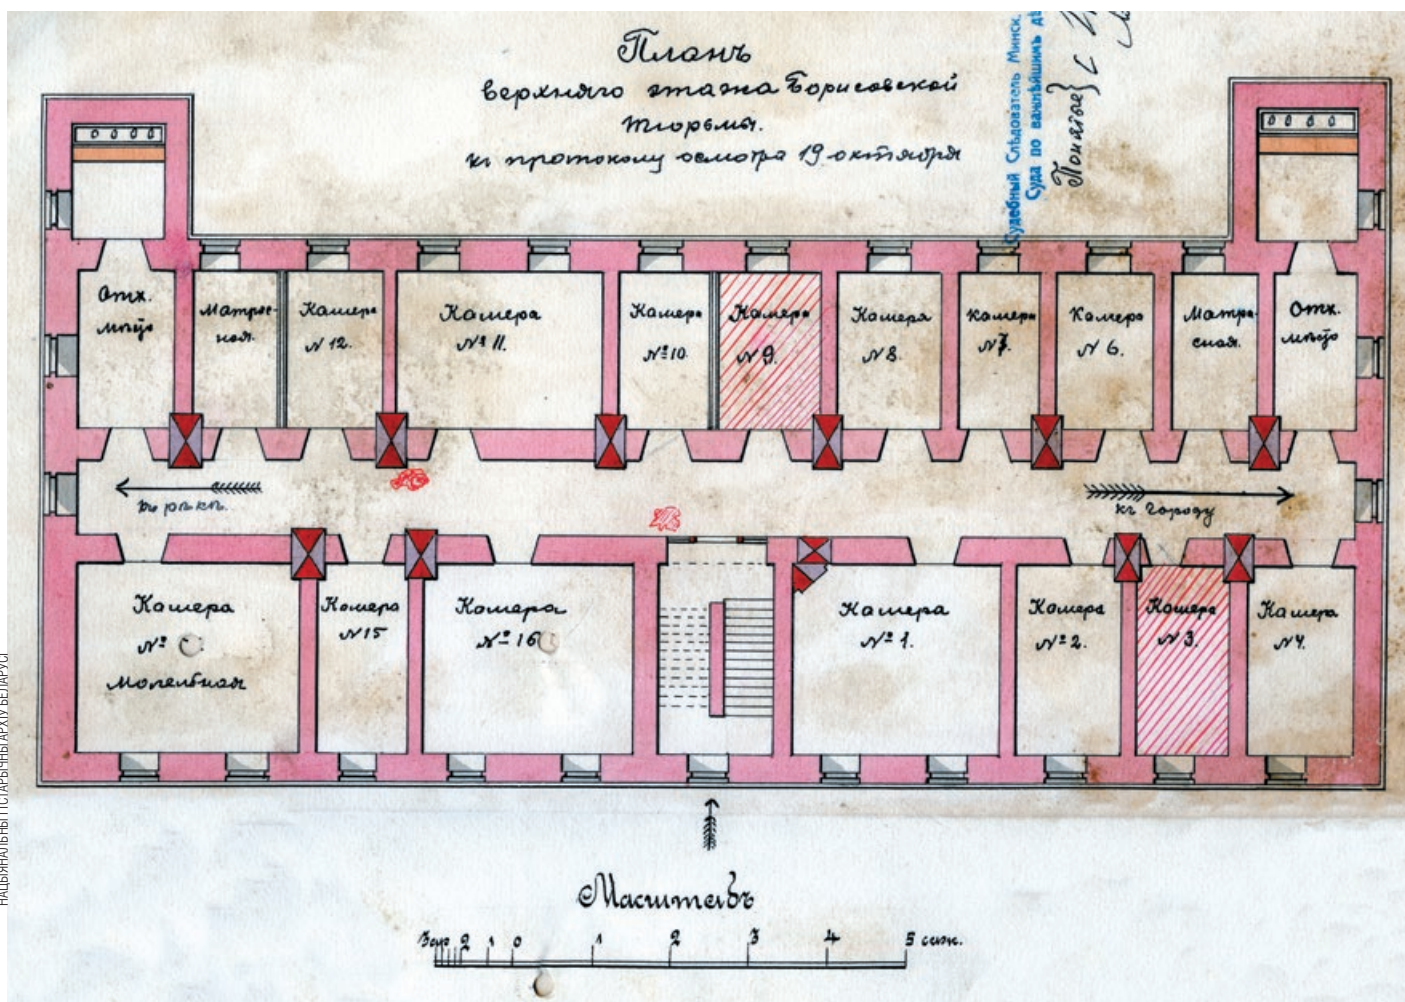 Планъ
верхняго этажа Борисовской
тюрьмы.
къ протоколу осмотра 19 октября
Судебный Слѣдователь Минск.
Суда по важнѣйшимъ дѣ
Понятые
Отх. мѣсто
Матрасная.
Камера № 12.
Камера № 11.
Камера № 10.
Камера № 9.
Камера № 8
Камера № 7.
Камера № 6.
Матрасная.
Отх. мѣсто
къ рѣкѣ.
къ городу
Камера № Молельная
Камера № 15
Камера № 16
Камера № 1.
Камера № 2.
Камера № 3.
Камера № 4.
Масштабъ
3 2 1 0 1 2 3 4 5 саж.
НАЦЫЯНАЛЬНЫ ГІСТАРЫЧНЫ АРХІЎ БЕЛАРУСІ